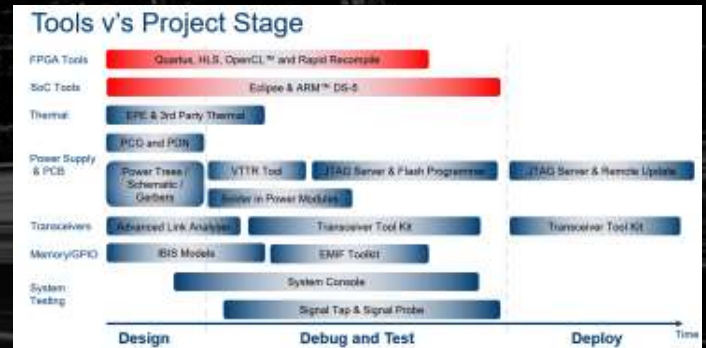 Tools v's Project Stage
FPGA Tools
Quartus, HLS, OpenCL™ and Rapid Recompile
SoC Tools
Eclipse & ARM™ DS-5
Thermal
EPE & 3rd Party Thermal
PCG and PDN
Power Supply
& PCB
Power Trees /
Schematic /
Gerbers
VTTR Tool
JTAG Server & Flash Programmer
JTAG Server & Remote Update
Solder in Power Modules
Transceivers
Advanced Link Analyser
Transceiver Tool Kit
Transceiver Tool Kit
Memory/GPIO
IBIS Models
EMIF Toolkit
System
Testing
System Console
Signal Tap & Signal Probe
Time
Design
Debug and Test
Deploy